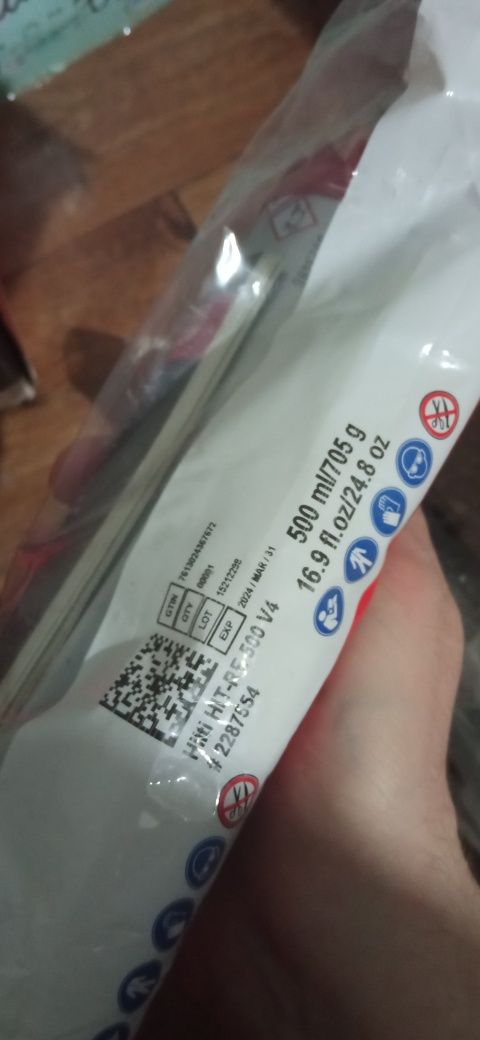 500 ml/705 g
16.9 fl.oz/24.8 oz
GTIN 7613023367672
QTY 00001
LOT 15212298
EXP 2024 / MAR / 31
Hilti HIT-RE 500 V4
# 2287554